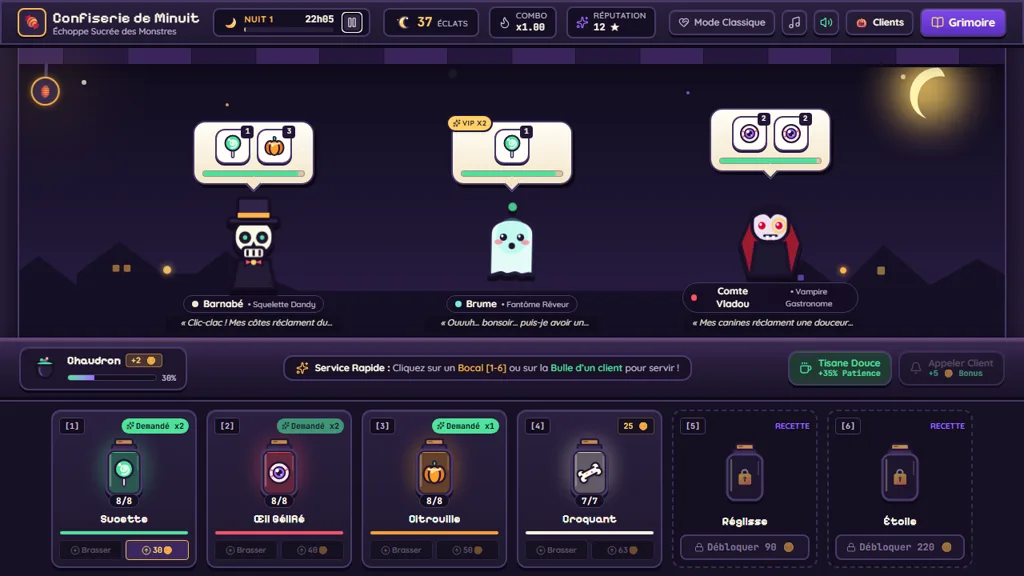 Confiserie de Minuit
Échoppe Sucrée des Monstres
NUIT 1
22h05
37 ÉCLATS
COMBO
x1.00
RÉPUTATION
12 ★
Mode Classique
Clients
Grimoire
1
3
VIP X2
1
2
2
Barnabé • Squelette Dandy
« Clic-clac ! Mes côtes réclament du...
Brume • Fantôme Rêveur
« Ouuuh... bonsoir... puis-je avoir un...
Comte Vladou • Vampire Gastronome
« Mes canines réclament une douceur...
Chaudron +2
30%
Service Rapide : Cliquez sur un Bocal [1-6] ou sur la Bulle d'un client pour servir !
Tisane Douce
+35% Patience
Appeler Client
+5 Bonus
[1] Demandé x2
8/8
Sucette
Brasser
30
[2] Demandé x2
8/8
Œil Gélifié
Brasser
40
[3] Demandé x1
8/8
Citrouille
Brasser
50
[4] 25
7/7
Croquant
Brasser
63
[5] RECETTE
Réglisse
Débloquer 90
[6] RECETTE
Étoile
Débloquer 220